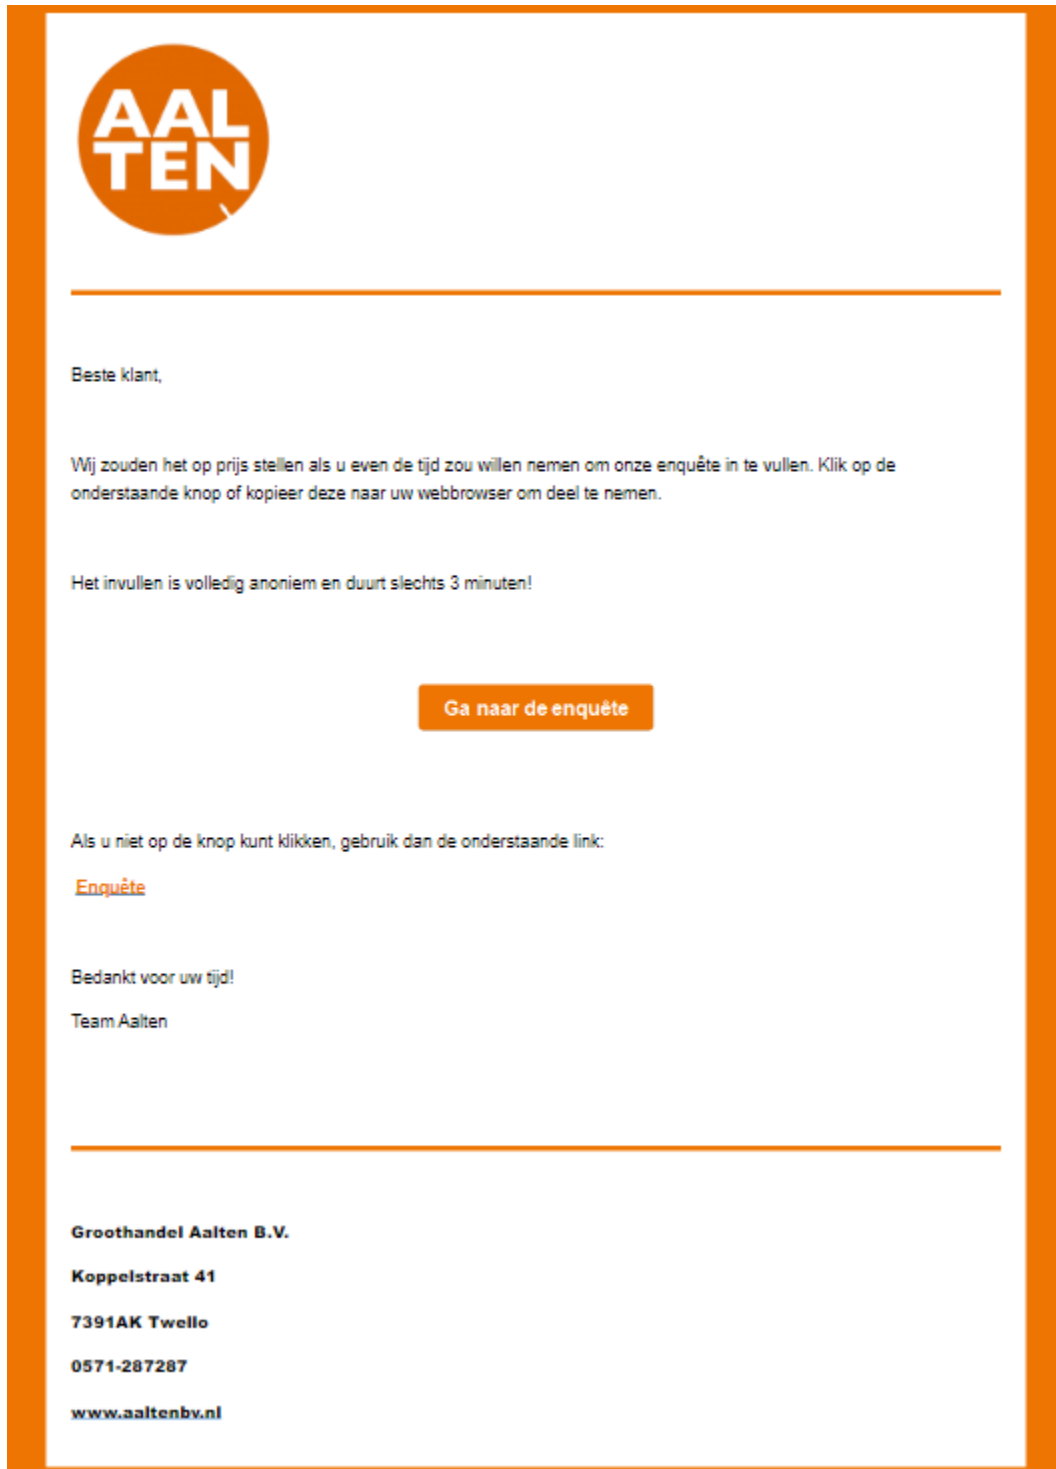 AAL
TEN
Beste klant,
Wij zouden het op prijs stellen als u even de tijd zou willen nemen om onze enquête in te vullen. Klik op de
onderstaande knop of kopieer deze naar uw webbrowser om deel te nemen.
Het invullen is volledig anoniem en duurt slechts 3 minuten!
Ga naar de enquête
Als u niet op de knop kunt klikken, gebruik dan de onderstaande link:
Enquête
Bedankt voor uw tijd!
Team Aalten
Groothandel Aalten B.V.
Koppelstraat 41
7391AK Twello
0571-287287
www.aaltenbv.nl